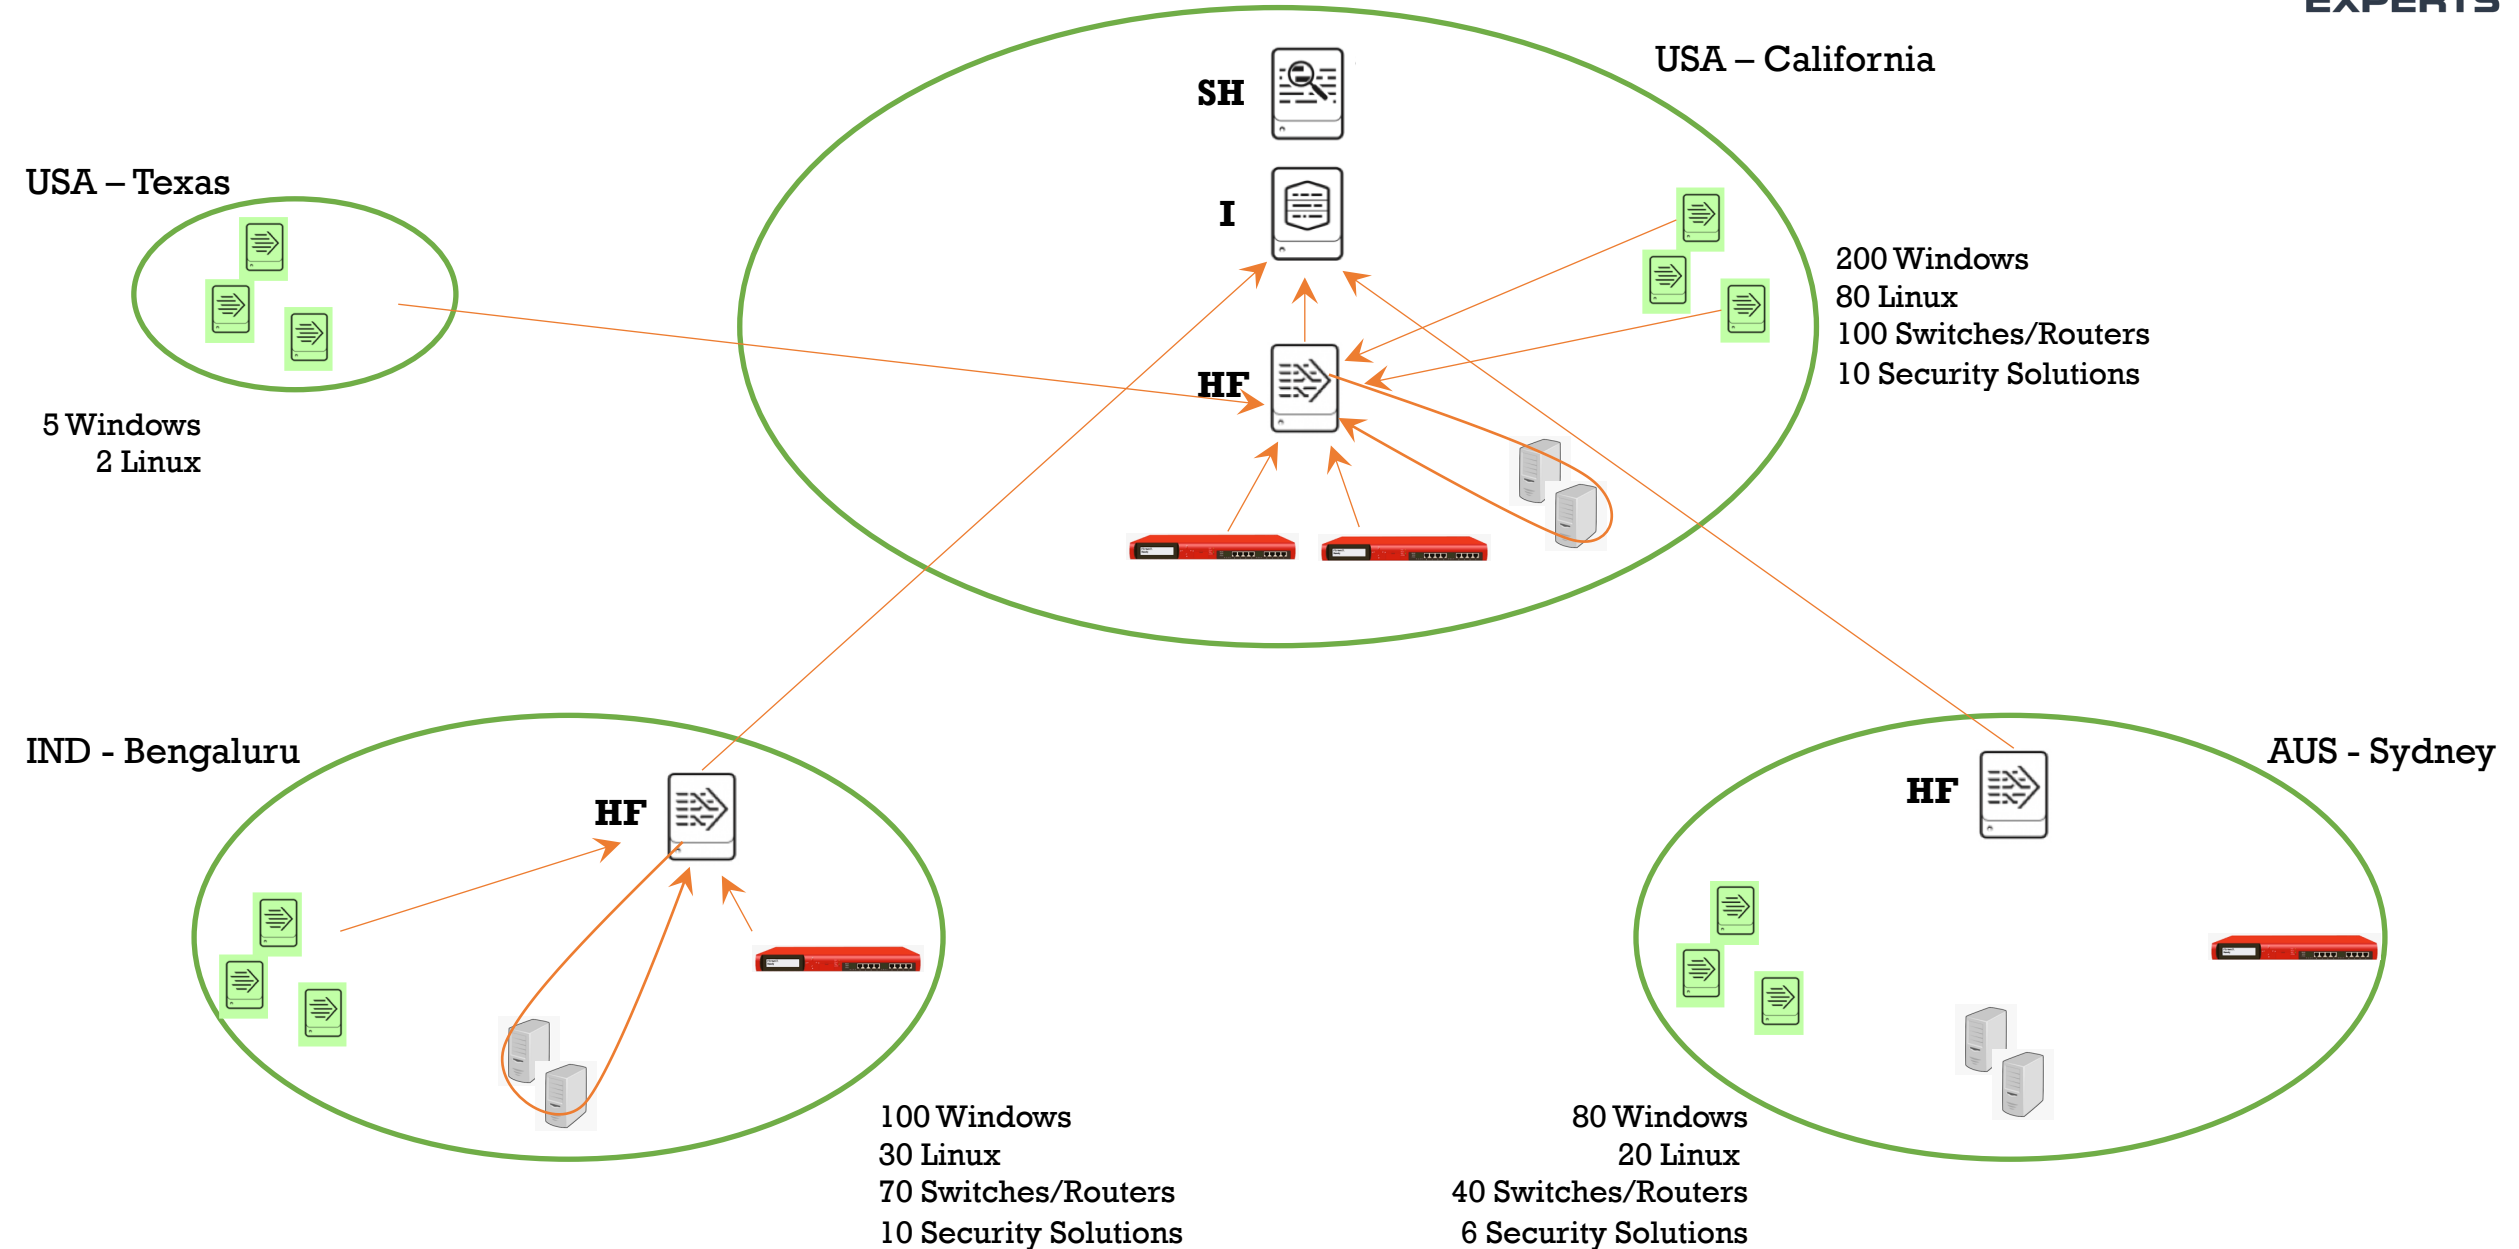 EXPERTS
USA – California
SH
USA – Texas
I
200 Windows
80 Linux
100 Switches/Routers
10 Security Solutions
HF
5 Windows
2 Linux
IND - Bengaluru
AUS - Sydney
HF
HF
100 Windows
30 Linux
70 Switches/Routers
10 Security Solutions
80 Windows
20 Linux
40 Switches/Routers
6 Security Solutions